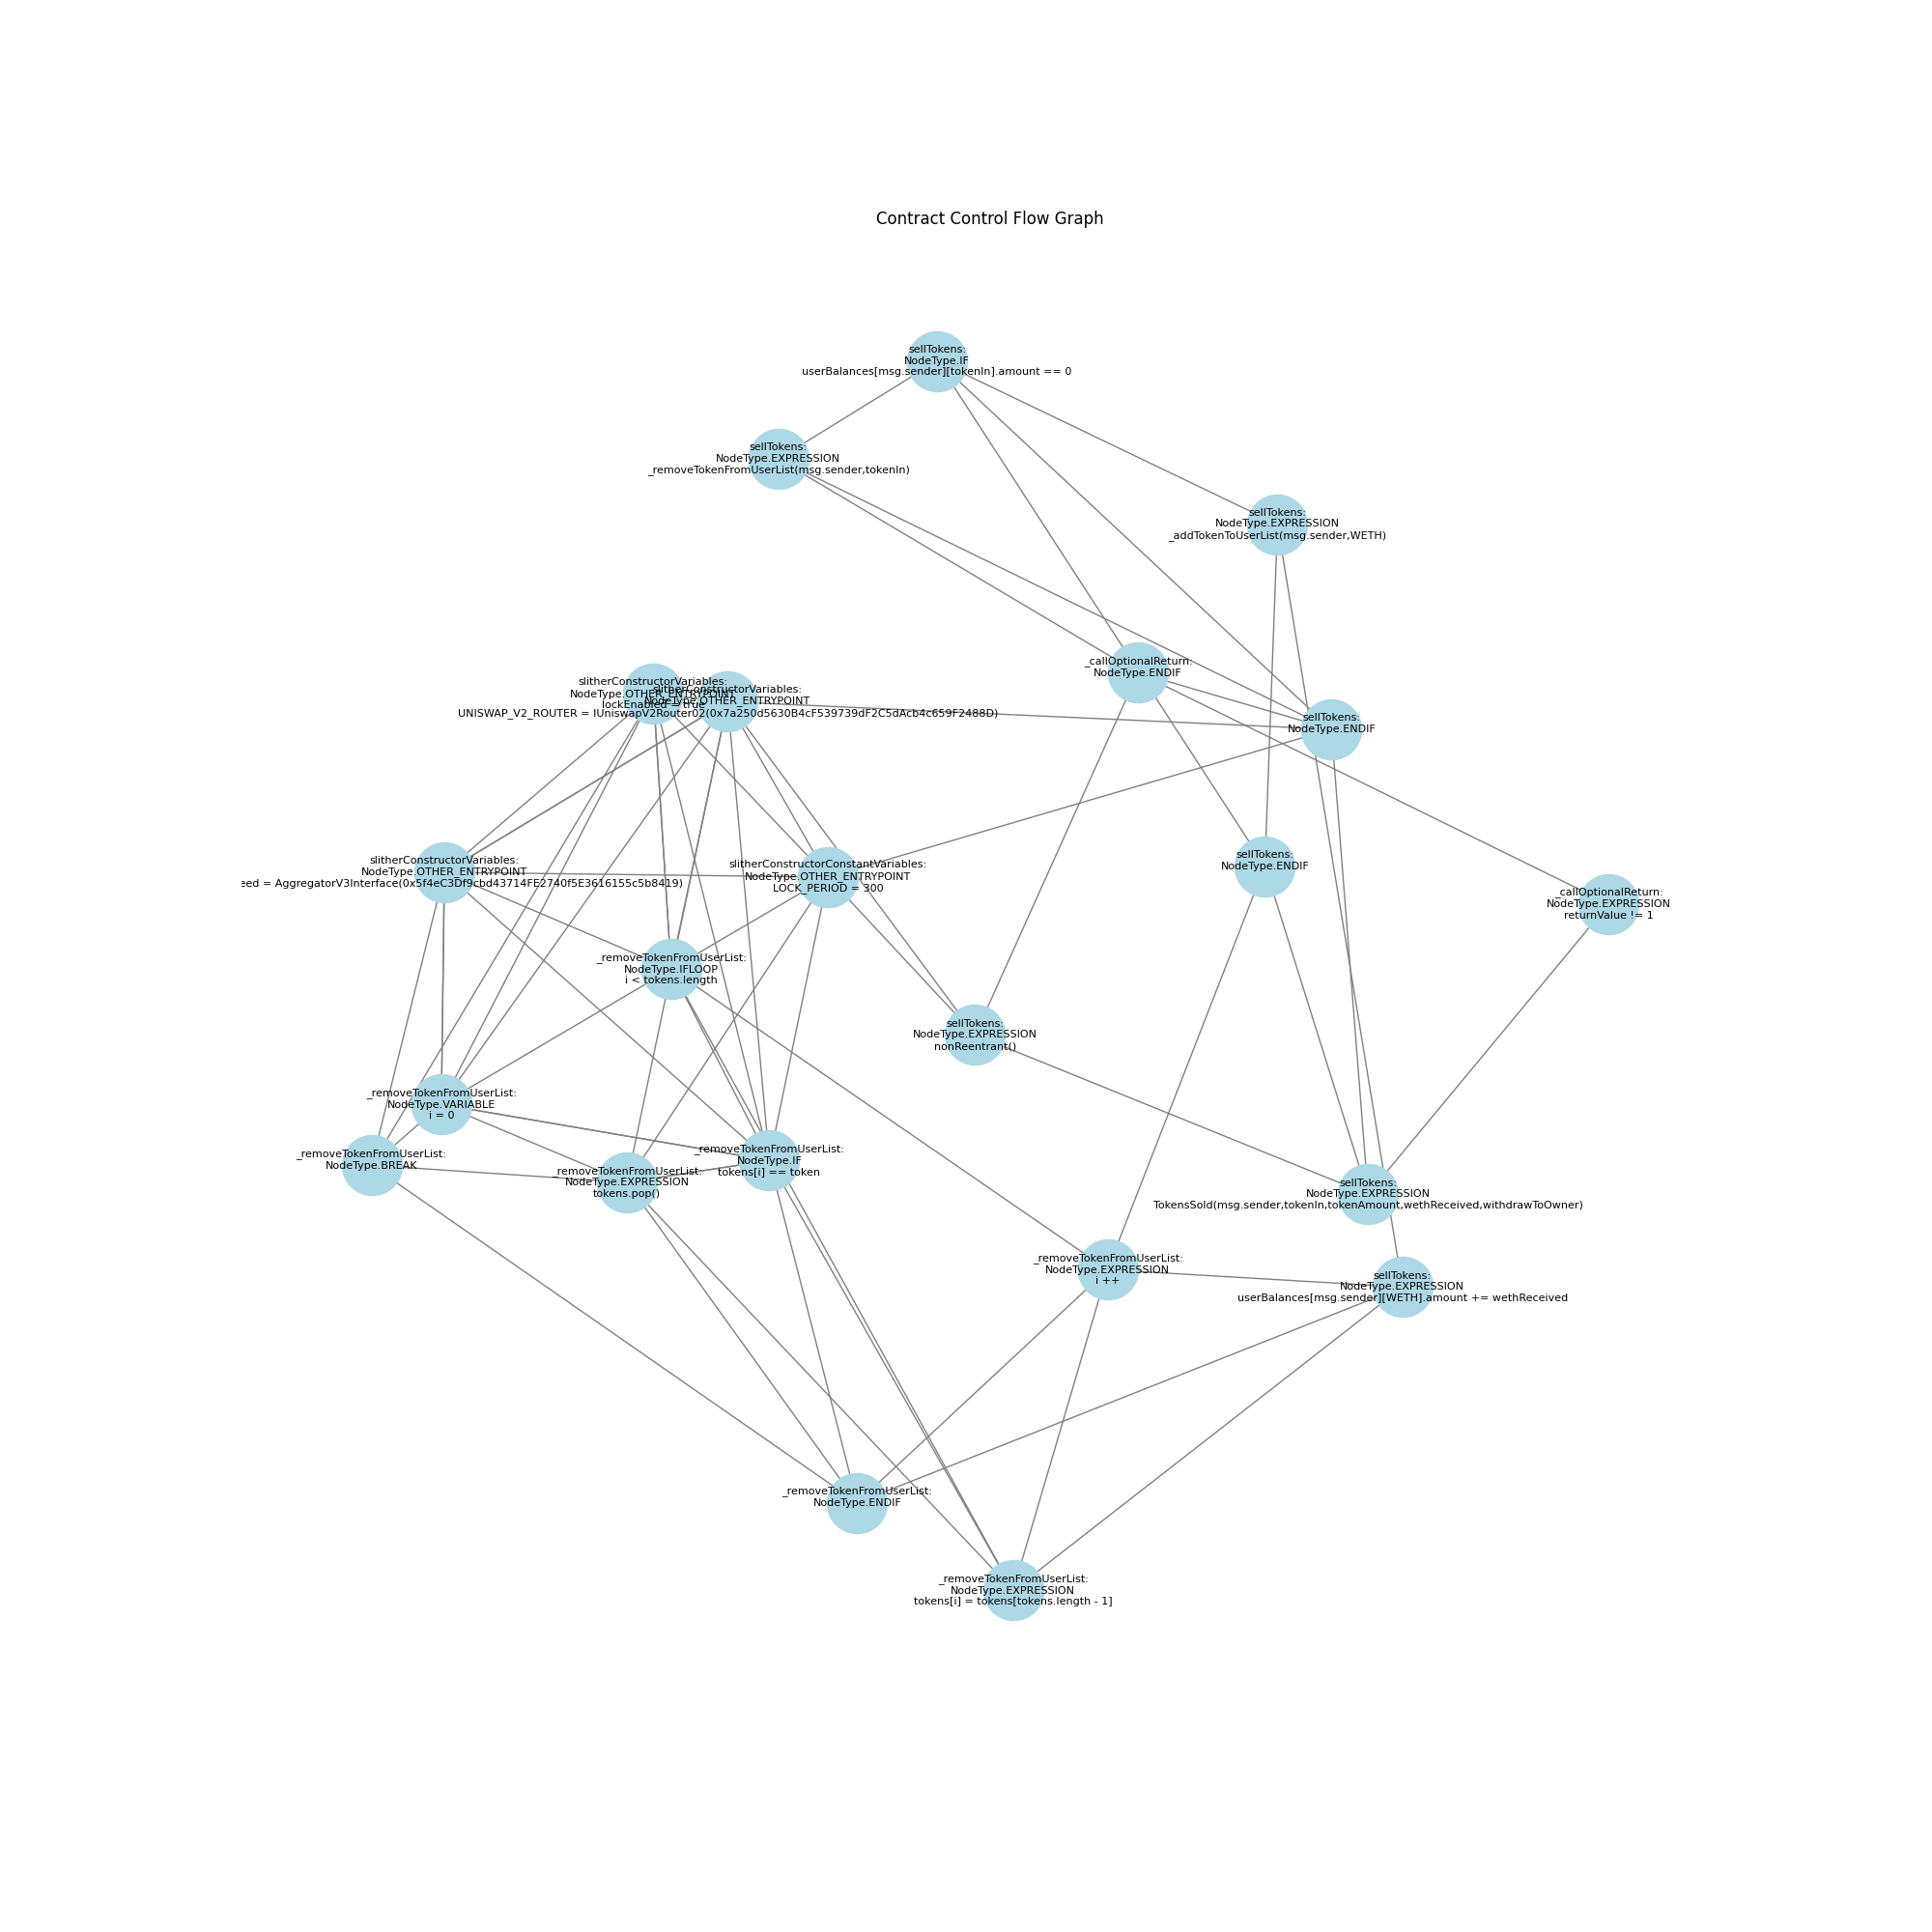 Contract Control Flow Graph
sellTokens:
NodeType.IF
userBalances[msg.sender][tokenIn].amount == 0
sellTokens:
NodeType.EXPRESSION
_removeTokenFromUserList(msg.sender,tokenIn)
sellTokens:
NodeType.EXPRESSION
_addTokenToUserList(msg.sender,WETH)
_callOptionalReturn:
NodeType.ENDIF
slitherConstructorVariables:
NodeType.OTHER_ENTRYPOINT
lockEnabled = true
slitherConstructorVariables:
NodeType.OTHER_ENTRYPOINT
UNISWAP_V2_ROUTER = IUniswapV2Router02(0x7a250d5630B4cF539739dF2C5dAcb4c659F2488D)
sellTokens:
NodeType.ENDIF
slitherConstructorVariables:
NodeType.OTHER_ENTRYPOINT
eed = AggregatorV3Interface(0x5f4eC3Df9cbd43714FE2740f5E3616155c5b8419)
slitherConstructorConstantVariables:
NodeType.OTHER_ENTRYPOINT
LOCK_PERIOD = 300
sellTokens:
NodeType.ENDIF
_callOptionalReturn:
NodeType.EXPRESSION
returnValue != 1
_removeTokenFromUserList:
NodeType.IFLOOP
i < tokens.length
sellTokens:
NodeType.EXPRESSION
nonReentrant()
_removeTokenFromUserList:
NodeType.VARIABLE
i = 0
_removeTokenFromUserList:
NodeType.BREAK
_removeTokenFromUserList:
NodeType.EXPRESSION
tokens.pop()
_removeTokenFromUserList:
NodeType.IF
tokens[i] == token
sellTokens:
NodeType.EXPRESSION
TokensSold(msg.sender,tokenIn,tokenAmount,wethReceived,withdrawToOwner)
_removeTokenFromUserList:
NodeType.EXPRESSION
i ++
sellTokens:
NodeType.EXPRESSION
userBalances[msg.sender][WETH].amount += wethReceived
_removeTokenFromUserList:
NodeType.ENDIF
_removeTokenFromUserList:
NodeType.EXPRESSION
tokens[i] = tokens[tokens.length - 1]